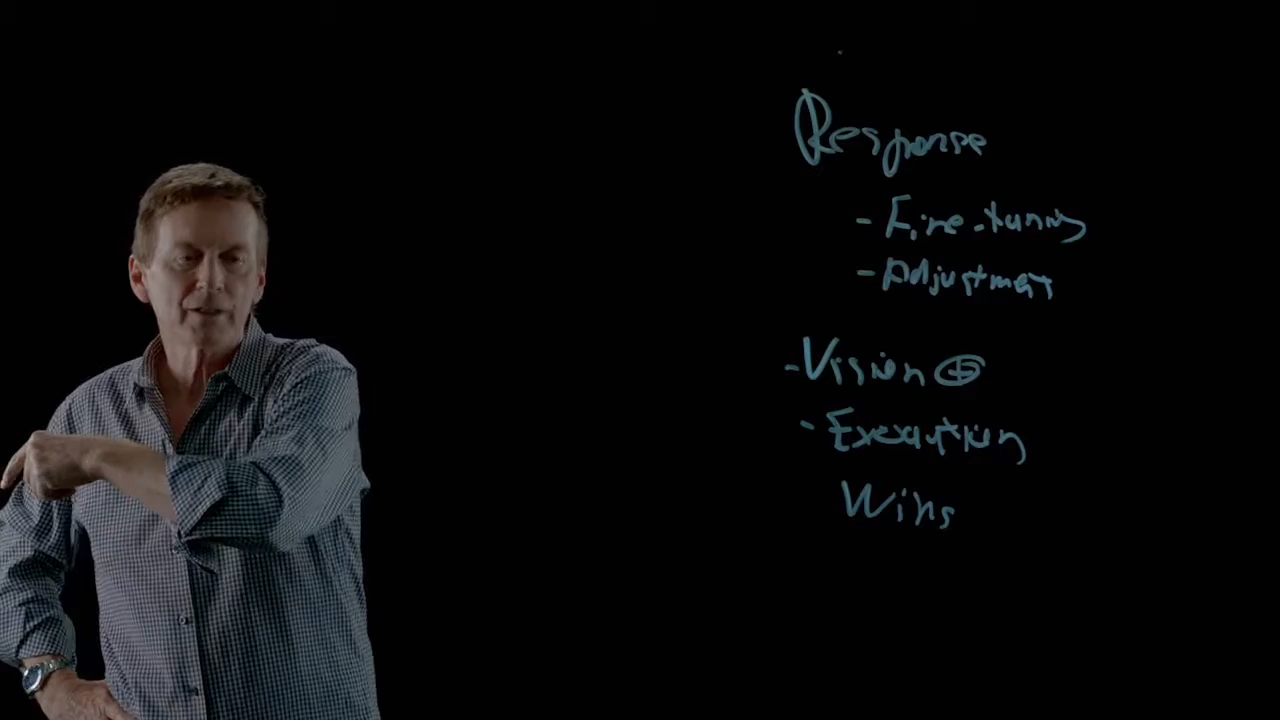 Response
- Fine-tuning
- Adjustment
- Vision ⊕
- Execution
Wins